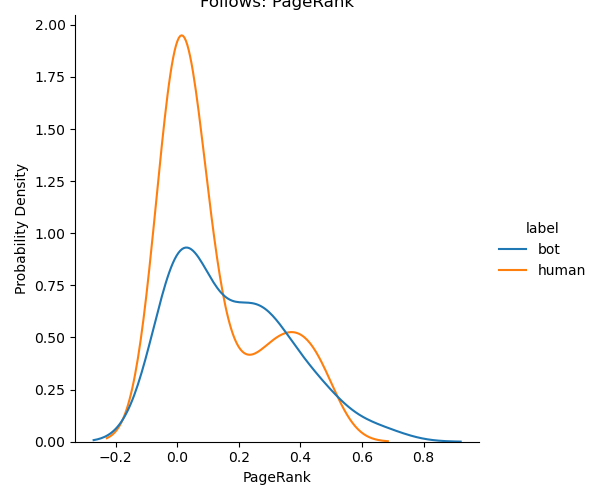 Follows: PageRank
2.00
1.75
1.50
1.25
1.00
0.75
0.50
0.25
0.00
Probability Density
−0.2 0.0 0.2 0.4 0.6 0.8
PageRank
label
bot
human